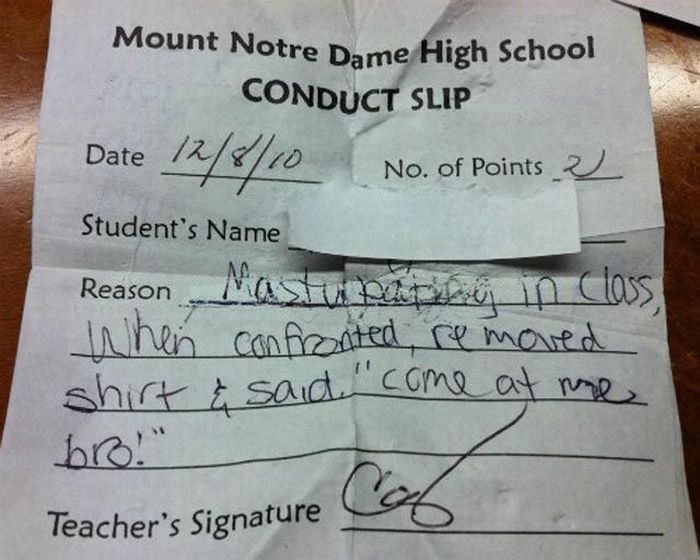 Mount Notre Dame High School
CONDUCT SLIP
Date 12/8/10 No. of Points 2
Student's Name
Reason Masturbating in class,
When confronted, removed
shirt & said, "come at me,
bro!"
Teacher's Signature